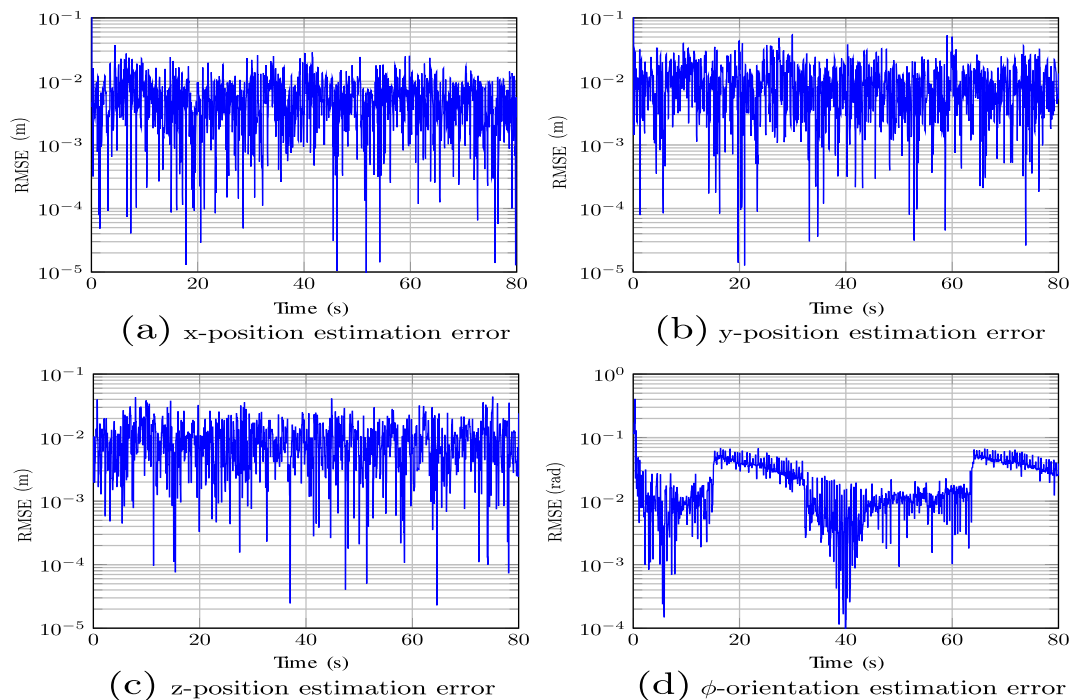 10⁻¹
10⁻²
10⁻³
10⁻⁴
10⁻⁵
RMSE (m)
0 20 40 60 80
Time (s)
(a) x-position estimation error
10⁻¹
10⁻²
10⁻³
10⁻⁴
10⁻⁵
RMSE (m)
0 20 40 60 80
Time (s)
(b) y-position estimation error
10⁻¹
10⁻²
10⁻³
10⁻⁴
10⁻⁵
RMSE (m)
0 20 40 60 80
Time (s)
(c) z-position estimation error
10⁰
10⁻¹
10⁻²
10⁻³
10⁻⁴
RMSE (rad)
0 20 40 60 80
Time (s)
(d) ϕ-orientation estimation error